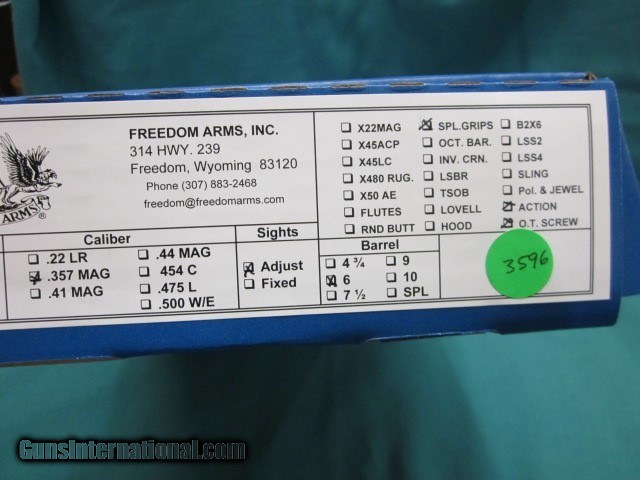 FREEDOM ARMS, INC.
314 HWY. 239
Freedom, Wyoming 83120
Phone (307) 883-2468
freedom@freedomarms.com
ARMS
®
X22MAG
X45ACP
X45LC
X480 RUG.
X50 AE
FLUTES
RND BUTT
SPL.GRIPS
OCT. BAR.
INV. CRN.
LSBR
TSOB
LOVELL
HOOD
B2X6
LSS2
LSS4
SLING
Pol. & JEWEL
ACTION
O.T. SCREW
Caliber
.22 LR
.357 MAG
.41 MAG
.44 MAG
454 C
.475 L
.500 W/E
Sights
Adjust
Fixed
Barrel
4 ¾
6
7 ½
9
10
SPL
3596
GunsInternational.com